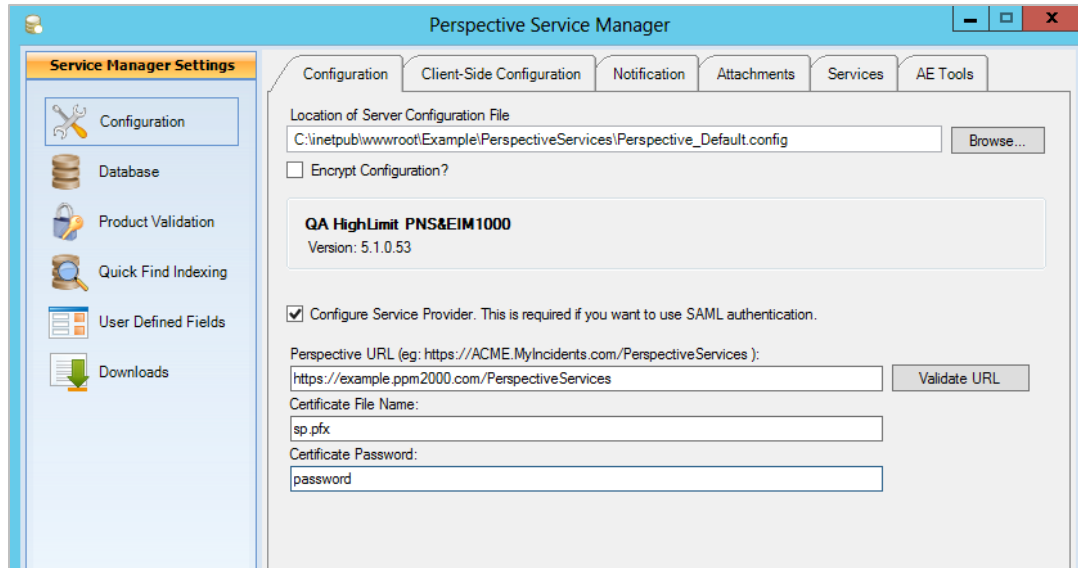 Perspective Service Manager
Service Manager Settings
Configuration
Database
Product Validation
Quick Find Indexing
User Defined Fields
Downloads
Configuration Client-Side Configuration Notification Attachments Services AE Tools
Location of Server Configuration File
C:\inetpub\wwwroot\Example\PerspectiveServices\Perspective_Default.config Browse...
Encrypt Configuration?
QA HighLimit PNS&EIM1000
Version: 5.1.0.53
Configure Service Provider. This is required if you want to use SAML authentication.
Perspective URL (eg: https://ACME.MyIncidents.com/PerspectiveServices ):
https://example.ppm2000.com/PerspectiveServices Validate URL
Certificate File Name:
sp.pfx
Certificate Password:
password